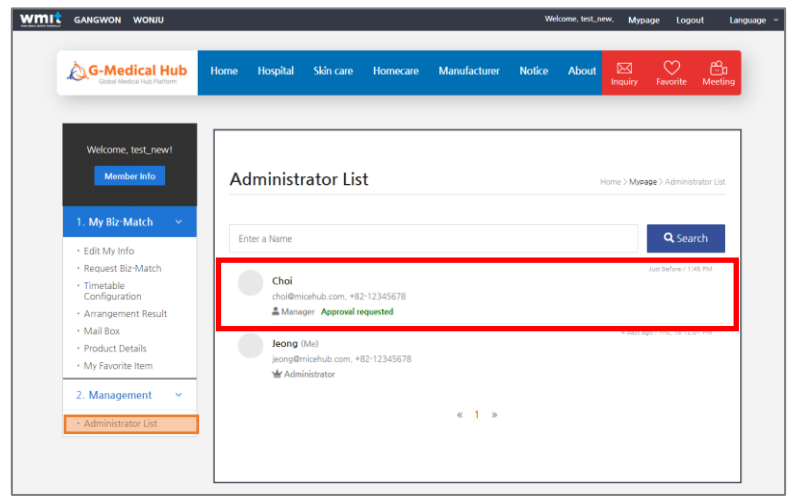 wmit GANGWON WONJU Welcome, test_new, Mypage Logout Language
G-Medical Hub
Global Medical Hub Platform
Home Hospital Skin care Homecare Manufacturer Notice About
Inquiry Favorite Meeting
Welcome, test_new!
Member Info
1. My Biz-Match
· Edit My Info
· Request Biz-Match
· Timetable
Configuration
· Arrangement Result
· Mail Box
· Product Details
· My Favorite Item
2. Management
· Administrator List
Administrator List
Home > Mypage > Administrator List
Enter a Name
Search
Just Before / 1:45 PM
Choi
choi@micehub.com, +82-12345678
Manager Approval requested
Jeong (Me)
jeong@micehub.com, +82-12345678
Administrator
« 1 »